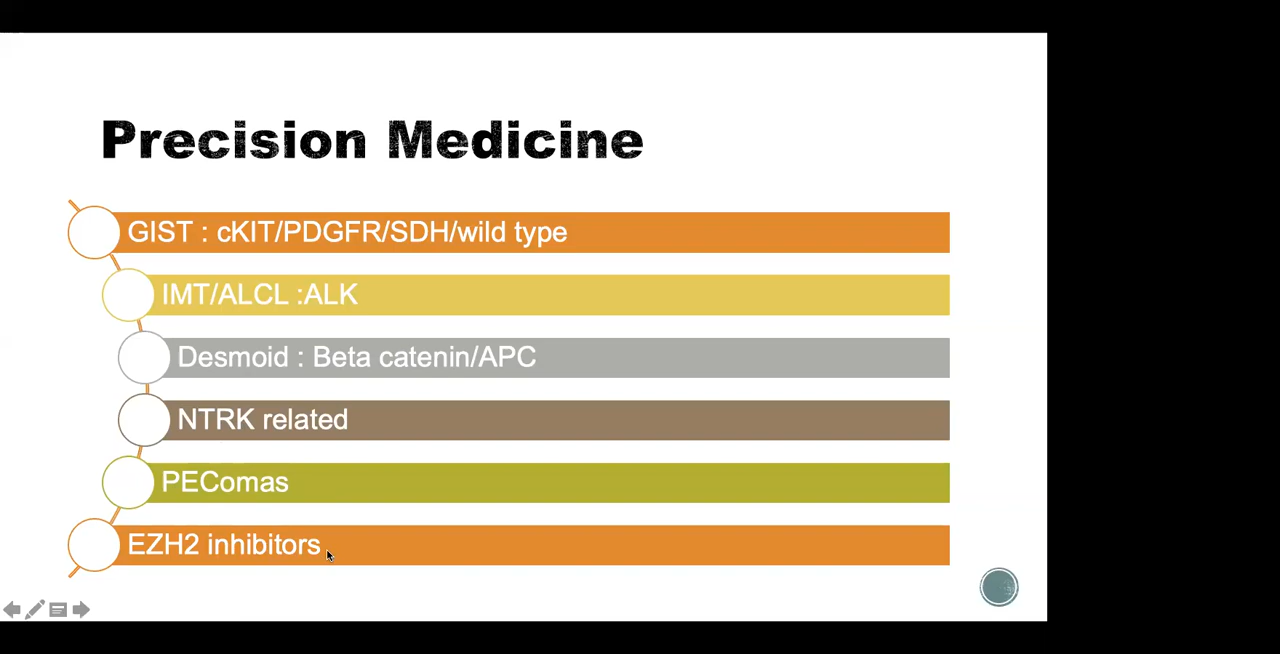 Precision Medicine
GIST : cKIT/PDGFR/SDH/wild type
IMT/ALCL :ALK
Desmoid : Beta catenin/APC
NTRK related
PEComas
EZH2 inhibitors